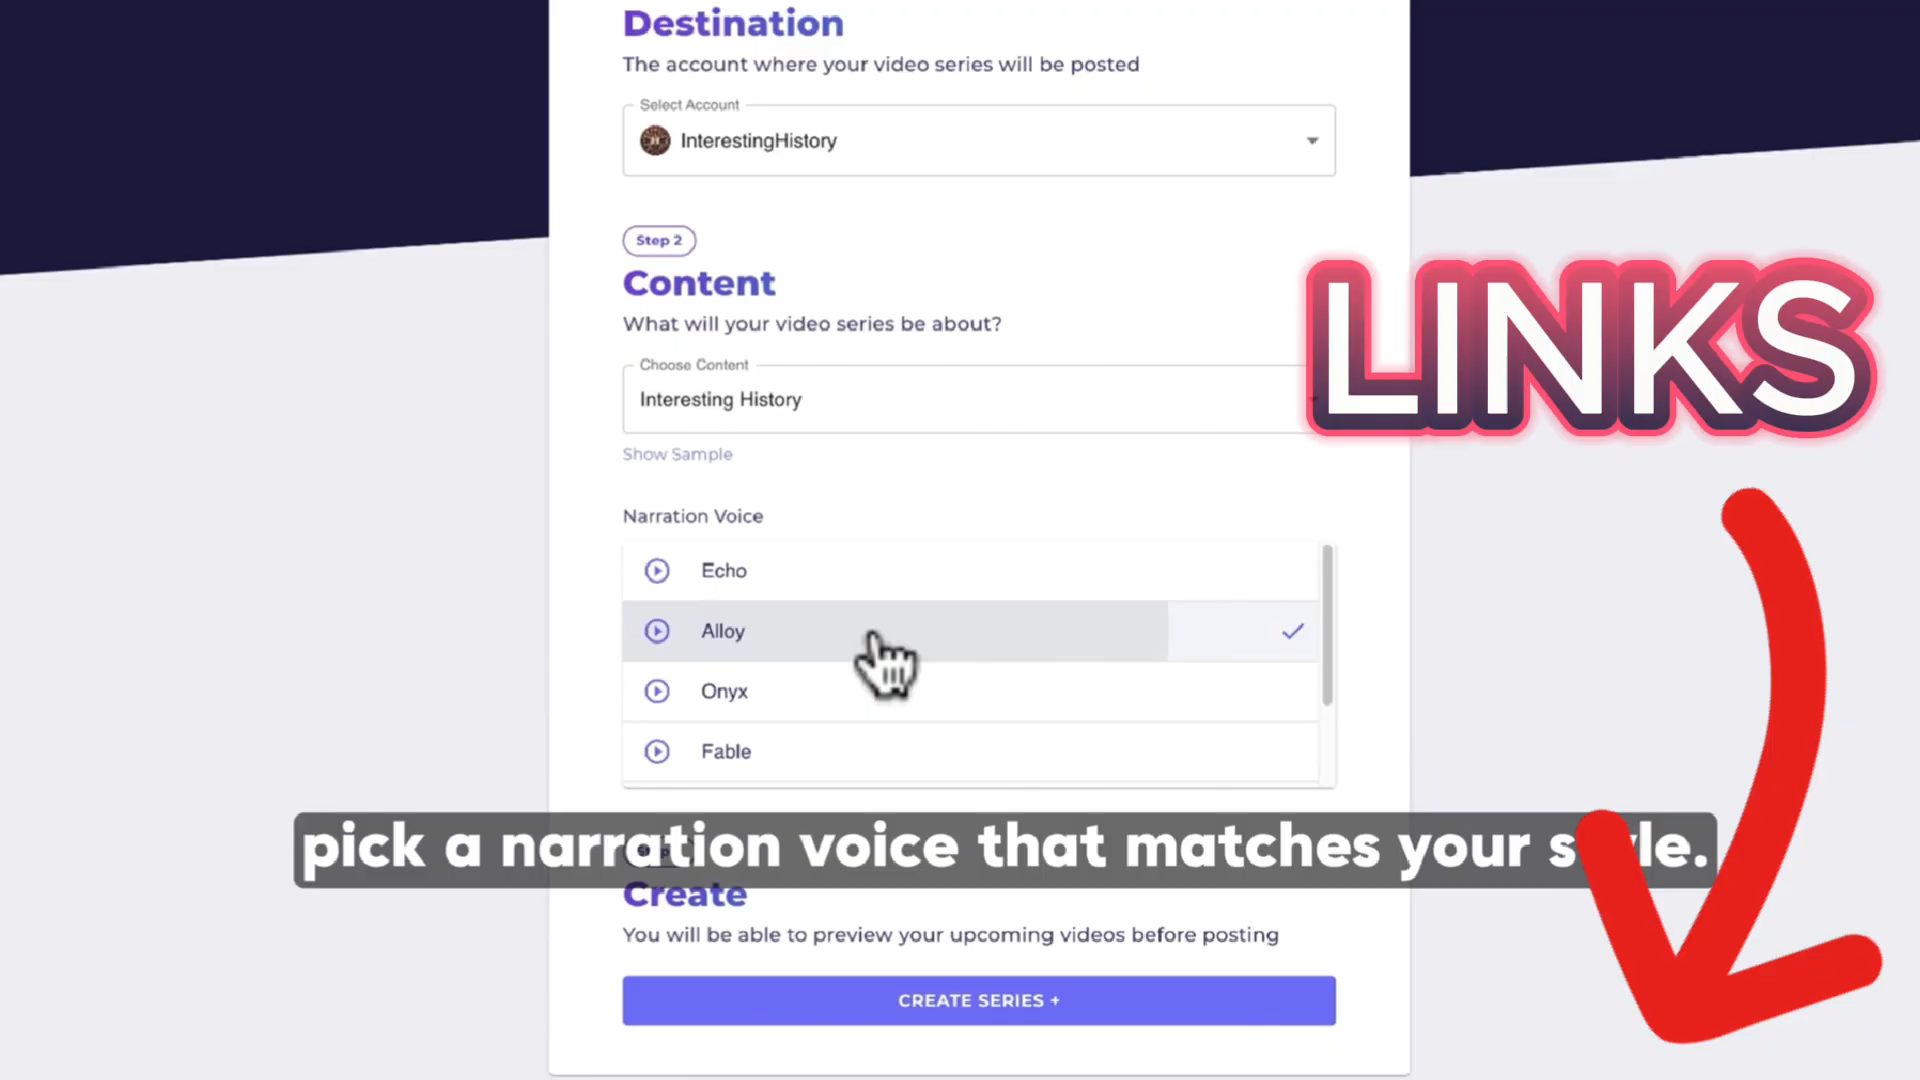 Destination
The account where your video series will be posted
Select Account
InterestingHistory
Step 2
Content
What will your video series be about?
LINKS
Choose Content
Interesting History
Show Sample
Narration Voice
Echo
Alloy
Onyx
Fable
pick a narration voice that matches your
Create
You will be able to preview your upcoming videos before posting
CREATE SERIES +